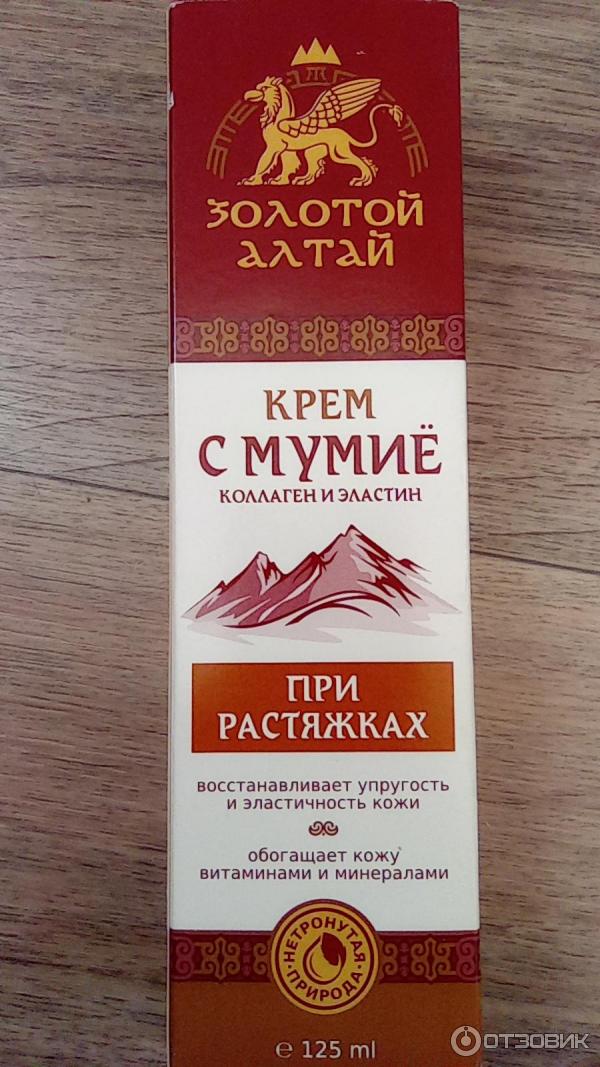 ЗОЛОТОЙ
АЛТАЙ
КРЕМ
С МУМИЁ
КОЛЛАГЕН И ЭЛАСТИН
ПРИ
РАСТЯЖКАХ
восстанавливает упругость
и эластичность кожи
обогащает кожу
витаминами и минералами
НЕТРОНУТАЯ
ПРИРОДА
℮ 125 ml
ОТЗОВИК